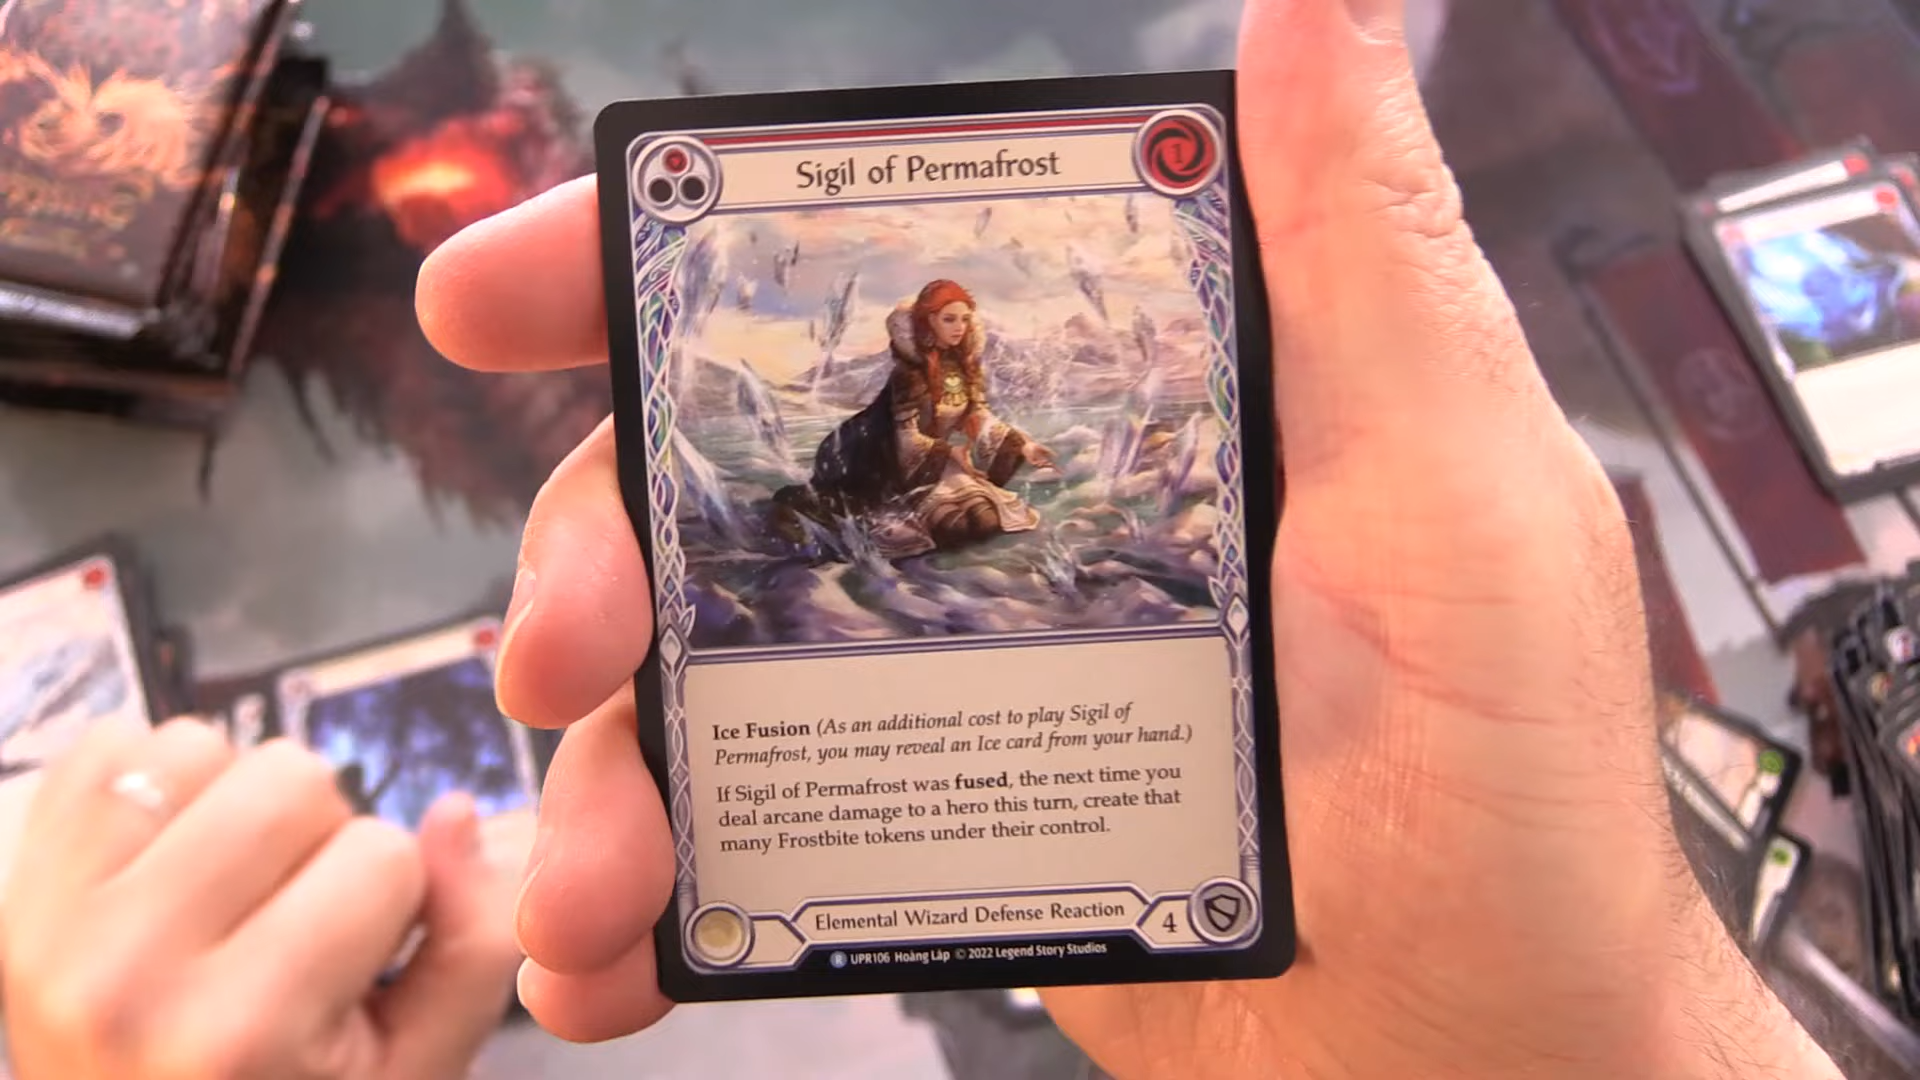 Sigil of Permafrost
1
Ice Fusion (As an additional cost to play Sigil of
Permafrost, you may reveal an Ice card from your hand.)
If Sigil of Permafrost was fused, the next time you
deal arcane damage to a hero this turn, create that
many Frostbite tokens under their control.
Elemental Wizard Defense Reaction
4
R UPR106 Hoàng Lập © 2022 Legend Story Studios